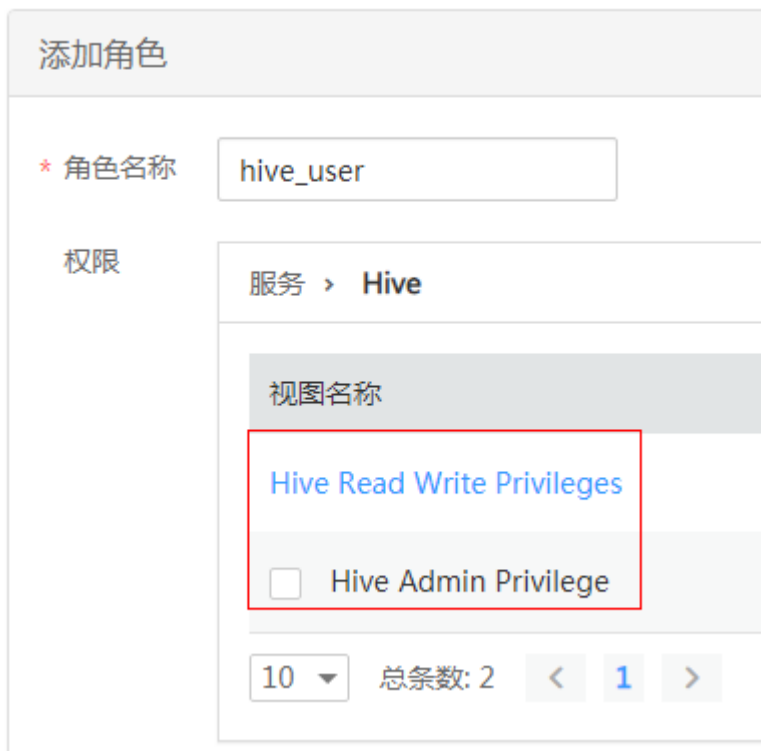 添加角色
* 角色名称 hive_user
权限
服务 › Hive
视图名称
Hive Read Write Privileges
Hive Admin Privilege
10 总条数: 2 < 1 >